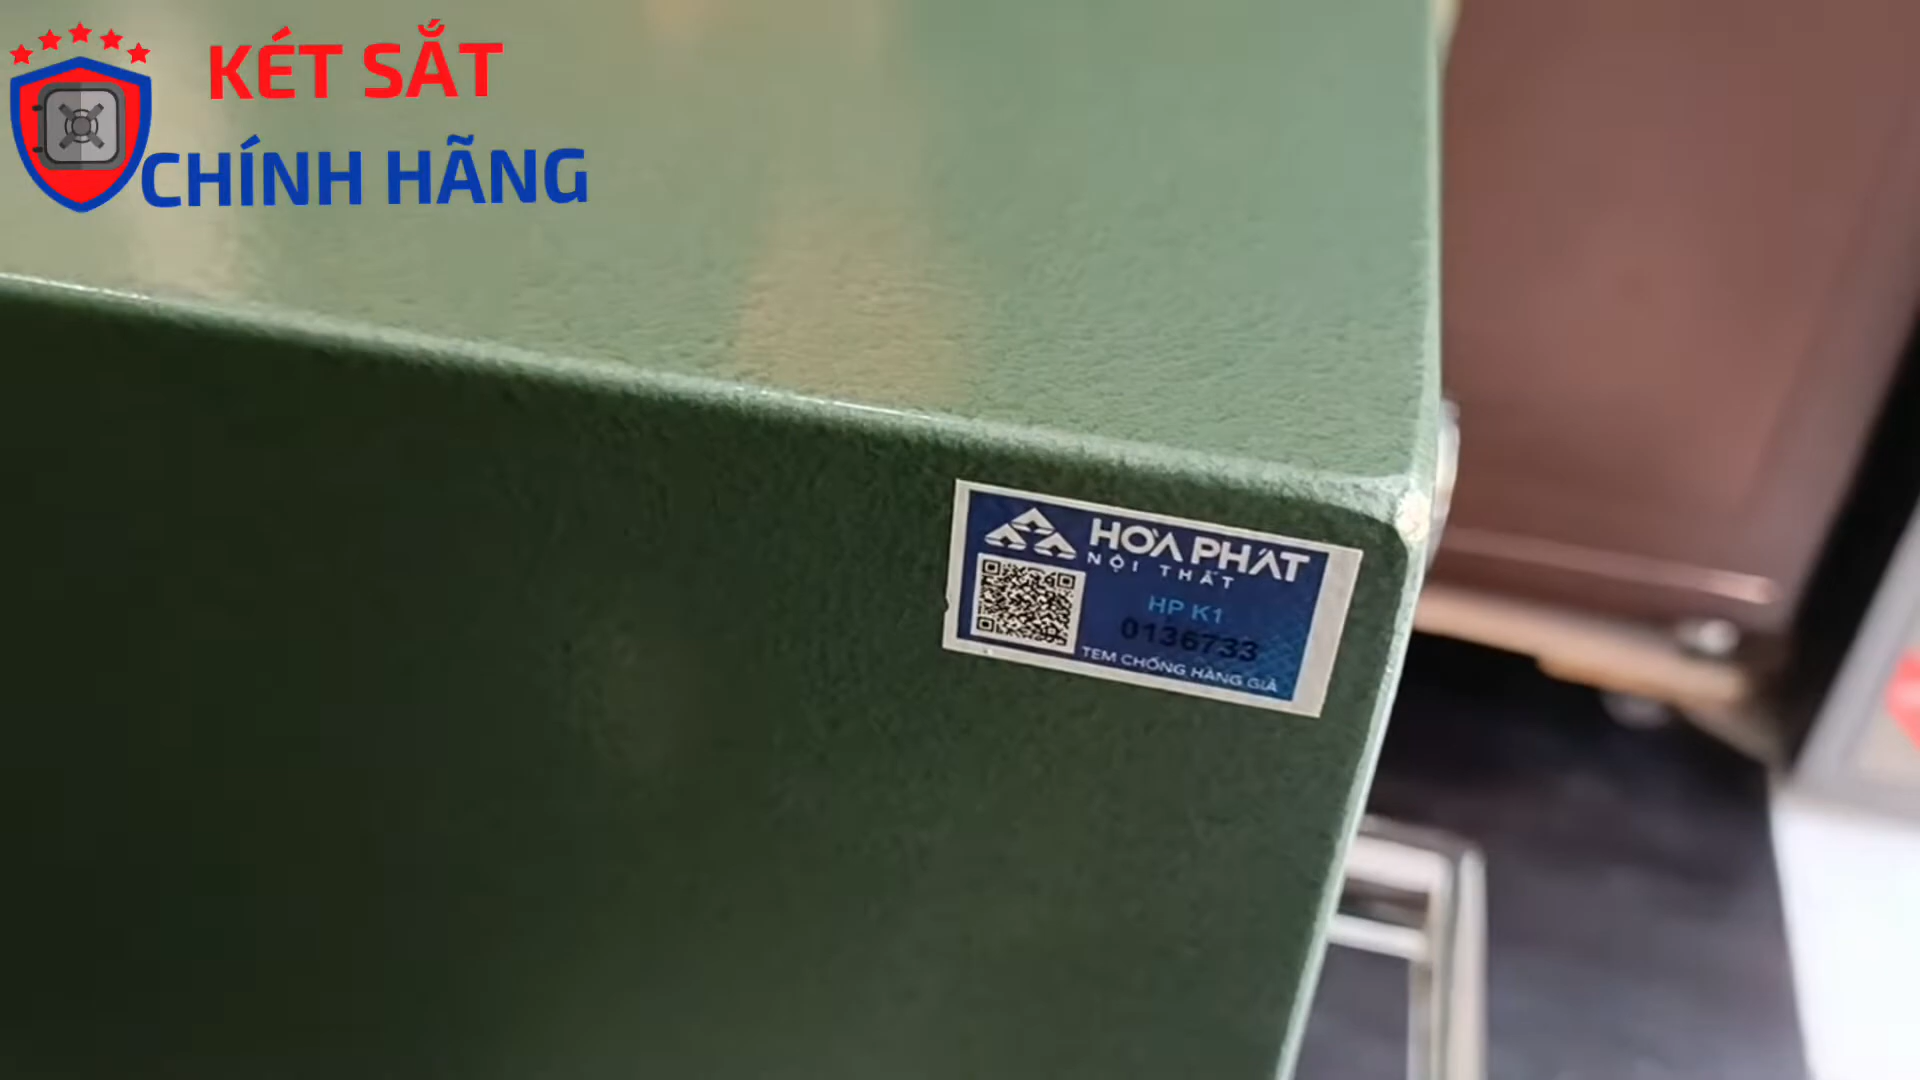 KÉT SẮT
CHÍNH HÃNG
HÒA PHÁT
NỘI THẤT
HP K1
0136733
TEM CHỐNG HÀNG GIẢ